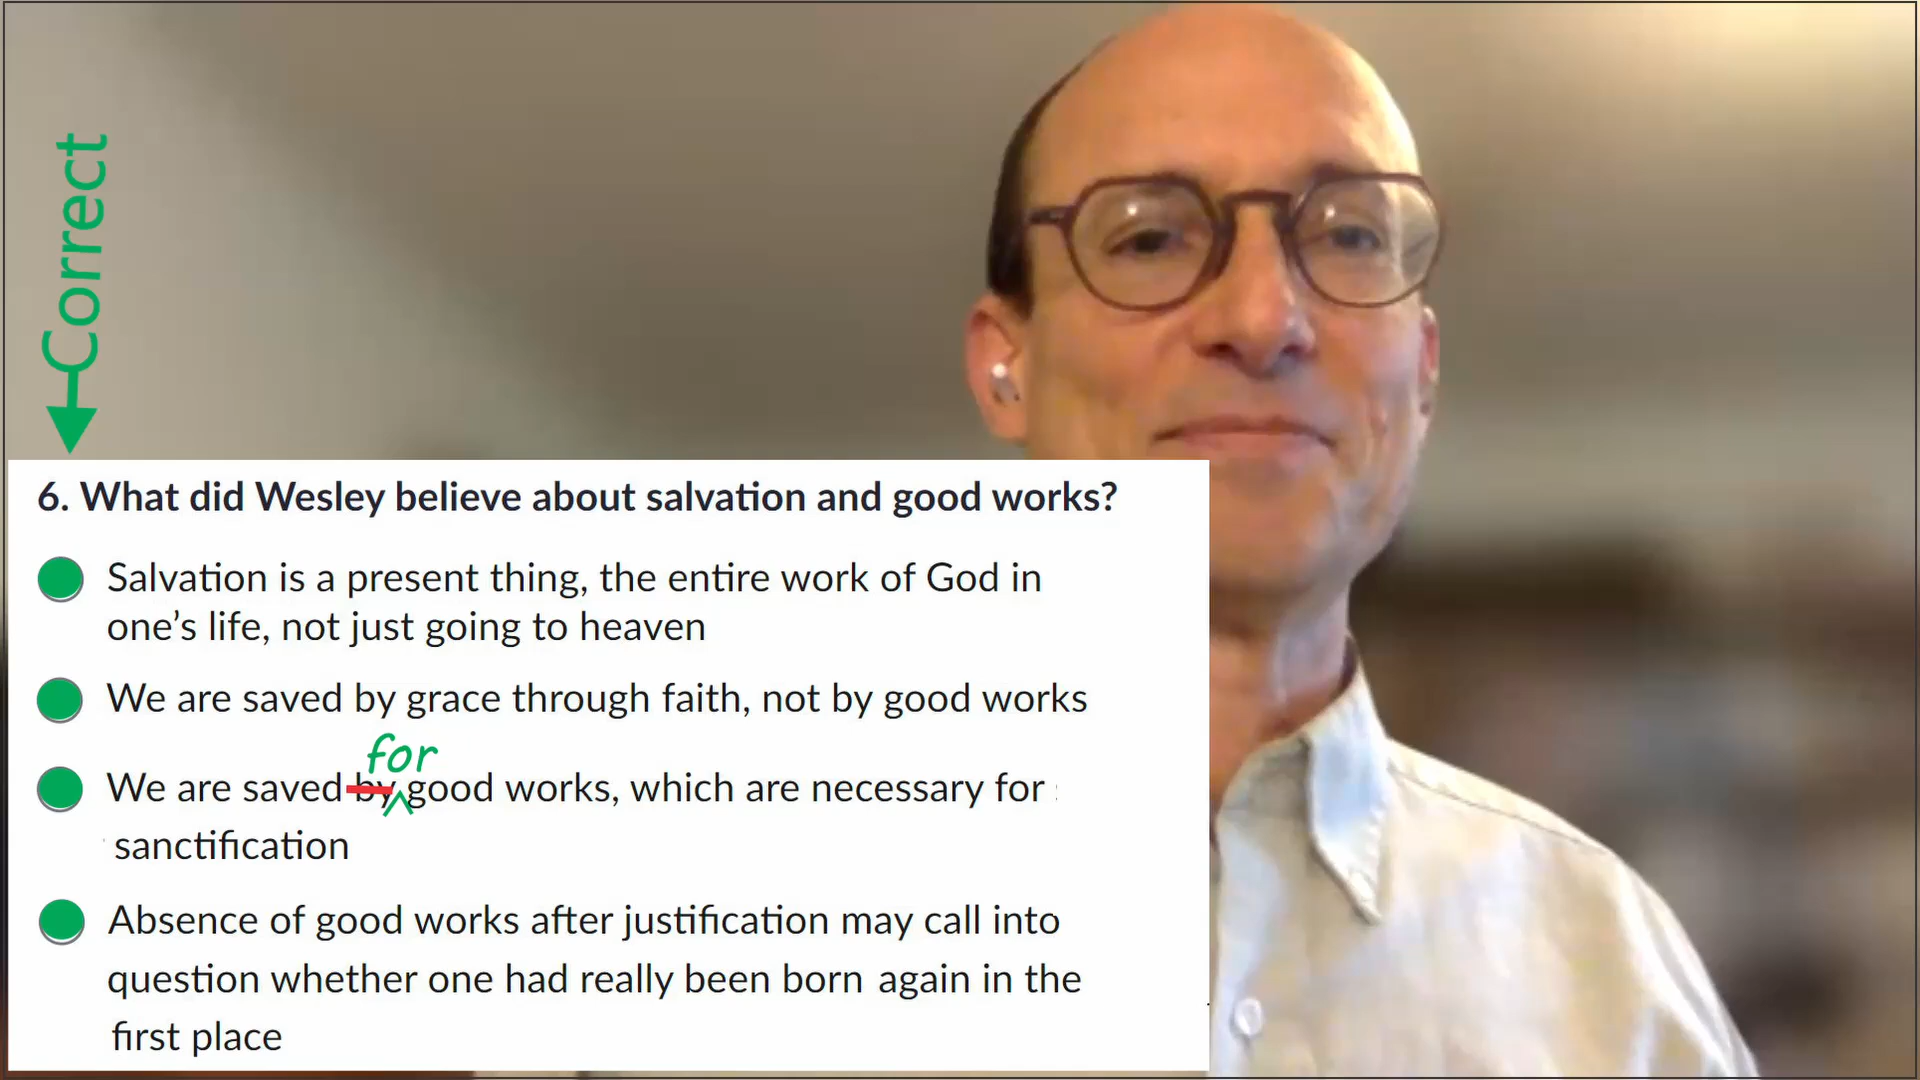 Correct
6. What did Wesley believe about salvation and good works?
Salvation is a present thing, the entire work of God in
one’s life, not just going to heaven
We are saved by grace through faith, not by good works
for
We are saved by good works, which are necessary for
sanctification
Absence of good works after justification may call into
question whether one had really been born again in the
first place